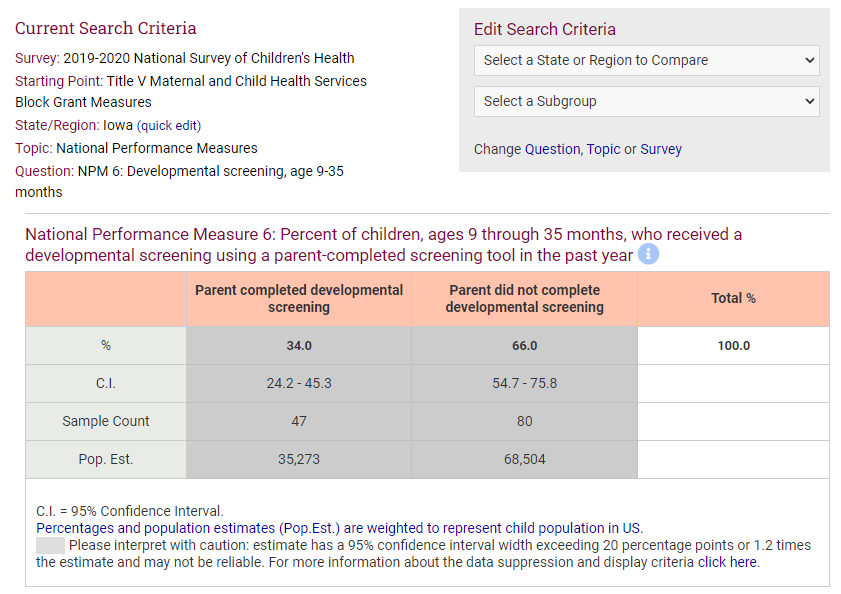 Current Search Criteria
Survey: 2019-2020 National Survey of Children's Health
Starting Point: Title V Maternal and Child Health Services
Block Grant Measures
State/Region: Iowa (quick edit)
Topic: National Performance Measures
Question: NPM 6: Developmental screening, age 9-35
months
Edit Search Criteria
Select a State or Region to Compare
Select a Subgroup
Change Question, Topic or Survey
National Performance Measure 6: Percent of children, ages 9 through 35 months, who received a
developmental screening using a parent-completed screening tool in the past year i
Parent completed developmental
screening
Parent did not complete
developmental screening
Total %
% 34.0 66.0 100.0
C.I. 24.2 - 45.3 54.7 - 75.8
Sample Count 47 80
Pop. Est. 35,273 68,504
C.I. = 95% Confidence Interval.
Percentages and population estimates (Pop.Est.) are weighted to represent child population in US.
Please interpret with caution: estimate has a 95% confidence interval width exceeding 20 percentage points or 1.2 times
the estimate and may not be reliable. For more information about the data suppression and display criteria click here.